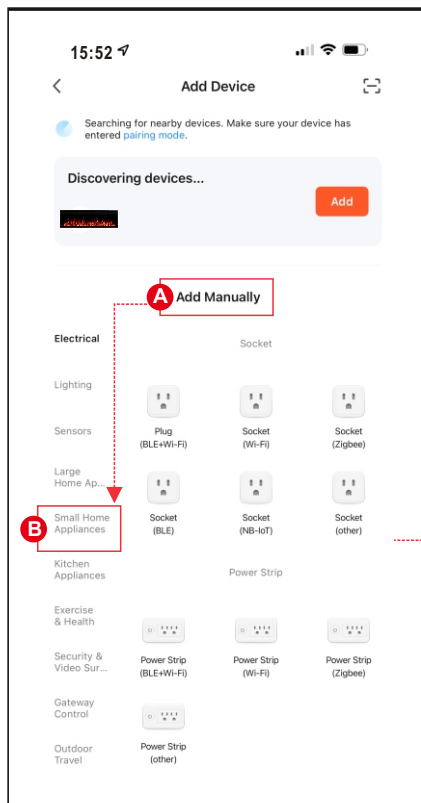 15:52
Add Device
Searching for nearby devices. Make sure your device has
entered pairing mode.
Discovering devices...
Add
A
Add Manually
Electrical
Socket
Lighting
Sensors
Plug
(BLE+Wi-Fi)
Socket
(Wi-Fi)
Socket
(Zigbee)
Large
Home Ap...
B
Small Home
Appliances
Socket
(BLE)
Socket
(NB-IoT)
Socket
(other)
Kitchen
Appliances
Power Strip
Exercise
& Health
Security &
Video Sur...
Power Strip
(BLE+Wi-Fi)
Power Strip
(Wi-Fi)
Power Strip
(Zigbee)
Gateway
Control
Outdoor
Travel
Power Strip
(other)